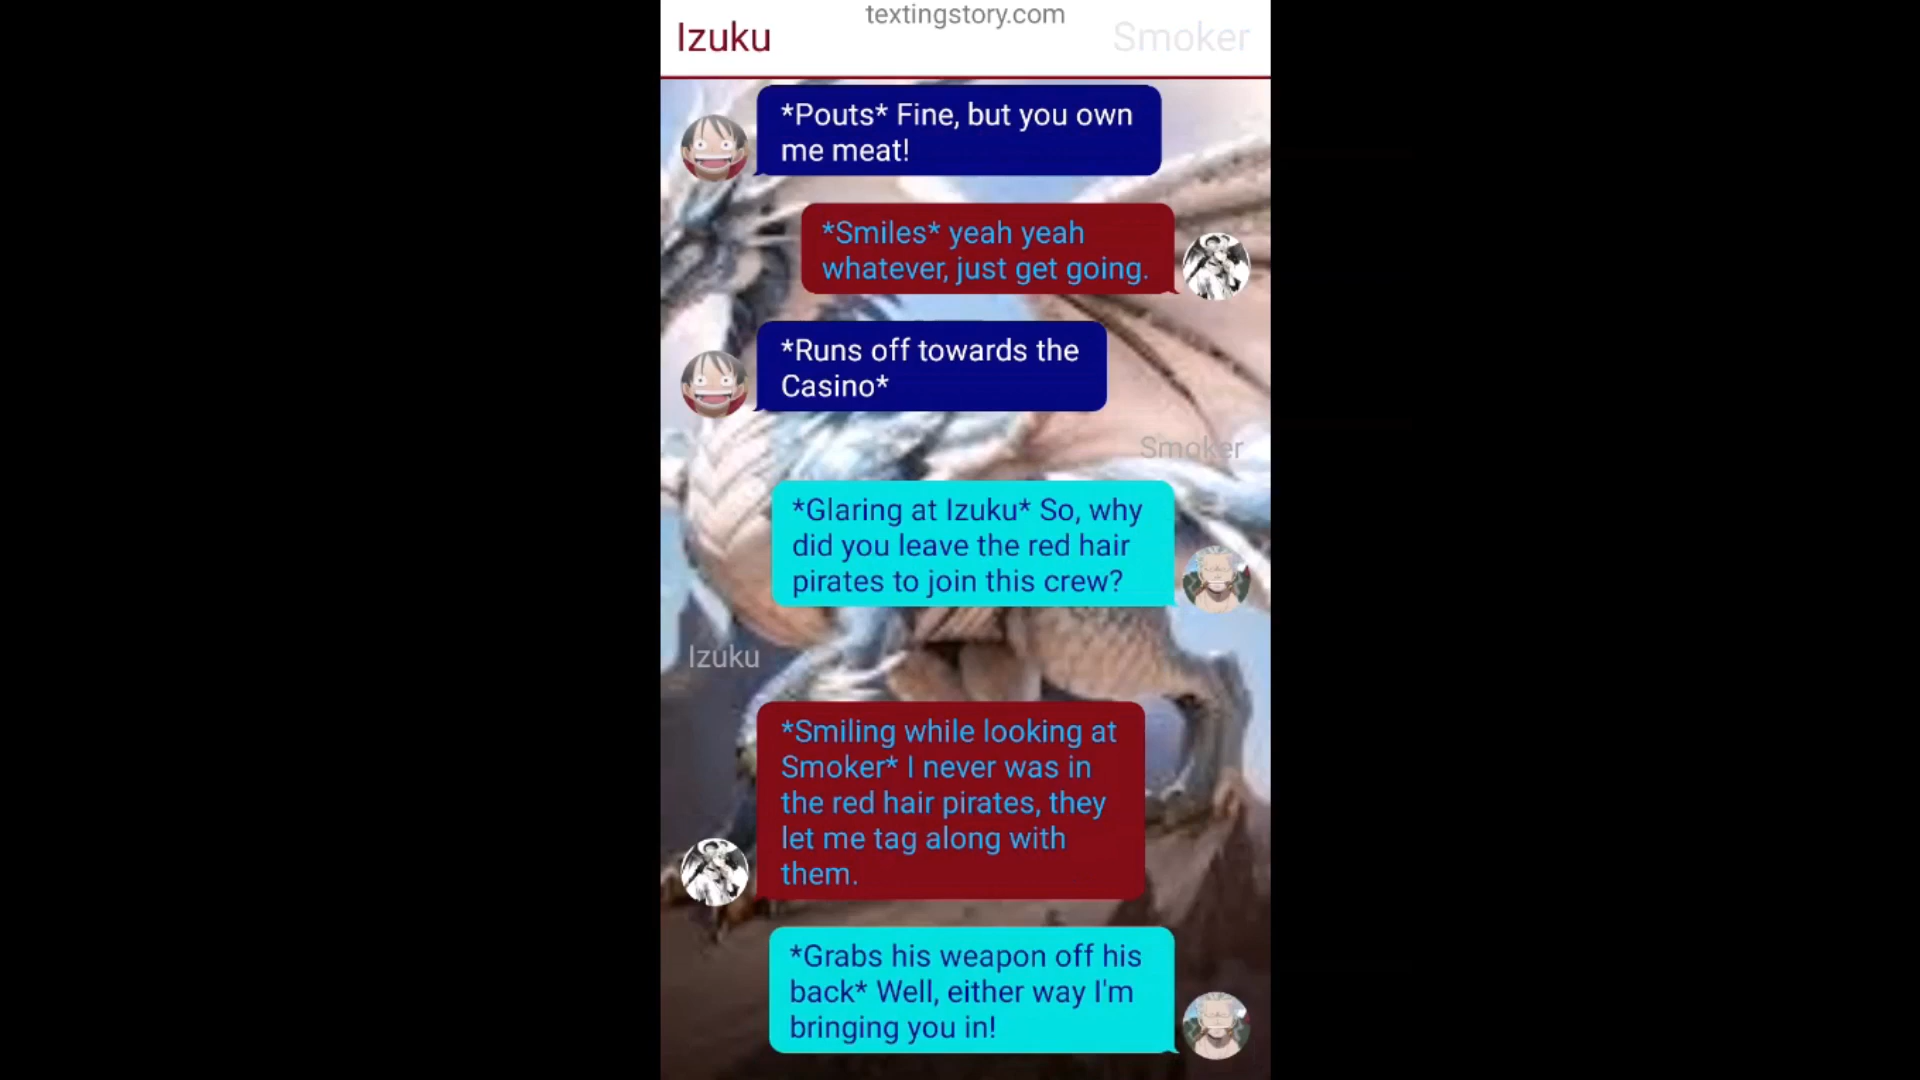 textingstory.com
Izuku
Smoker
*Pouts* Fine, but you own
me meat!
*Smiles* yeah yeah
whatever, just get going.
*Runs off towards the
Casino*
Smoker
*Glaring at Izuku* So, why
did you leave the red hair
pirates to join this crew?
Izuku
*Smiling while looking at
Smoker* I never was in
the red hair pirates, they
let me tag along with
them.
*Grabs his weapon off his
back* Well, either way I'm
bringing you in!